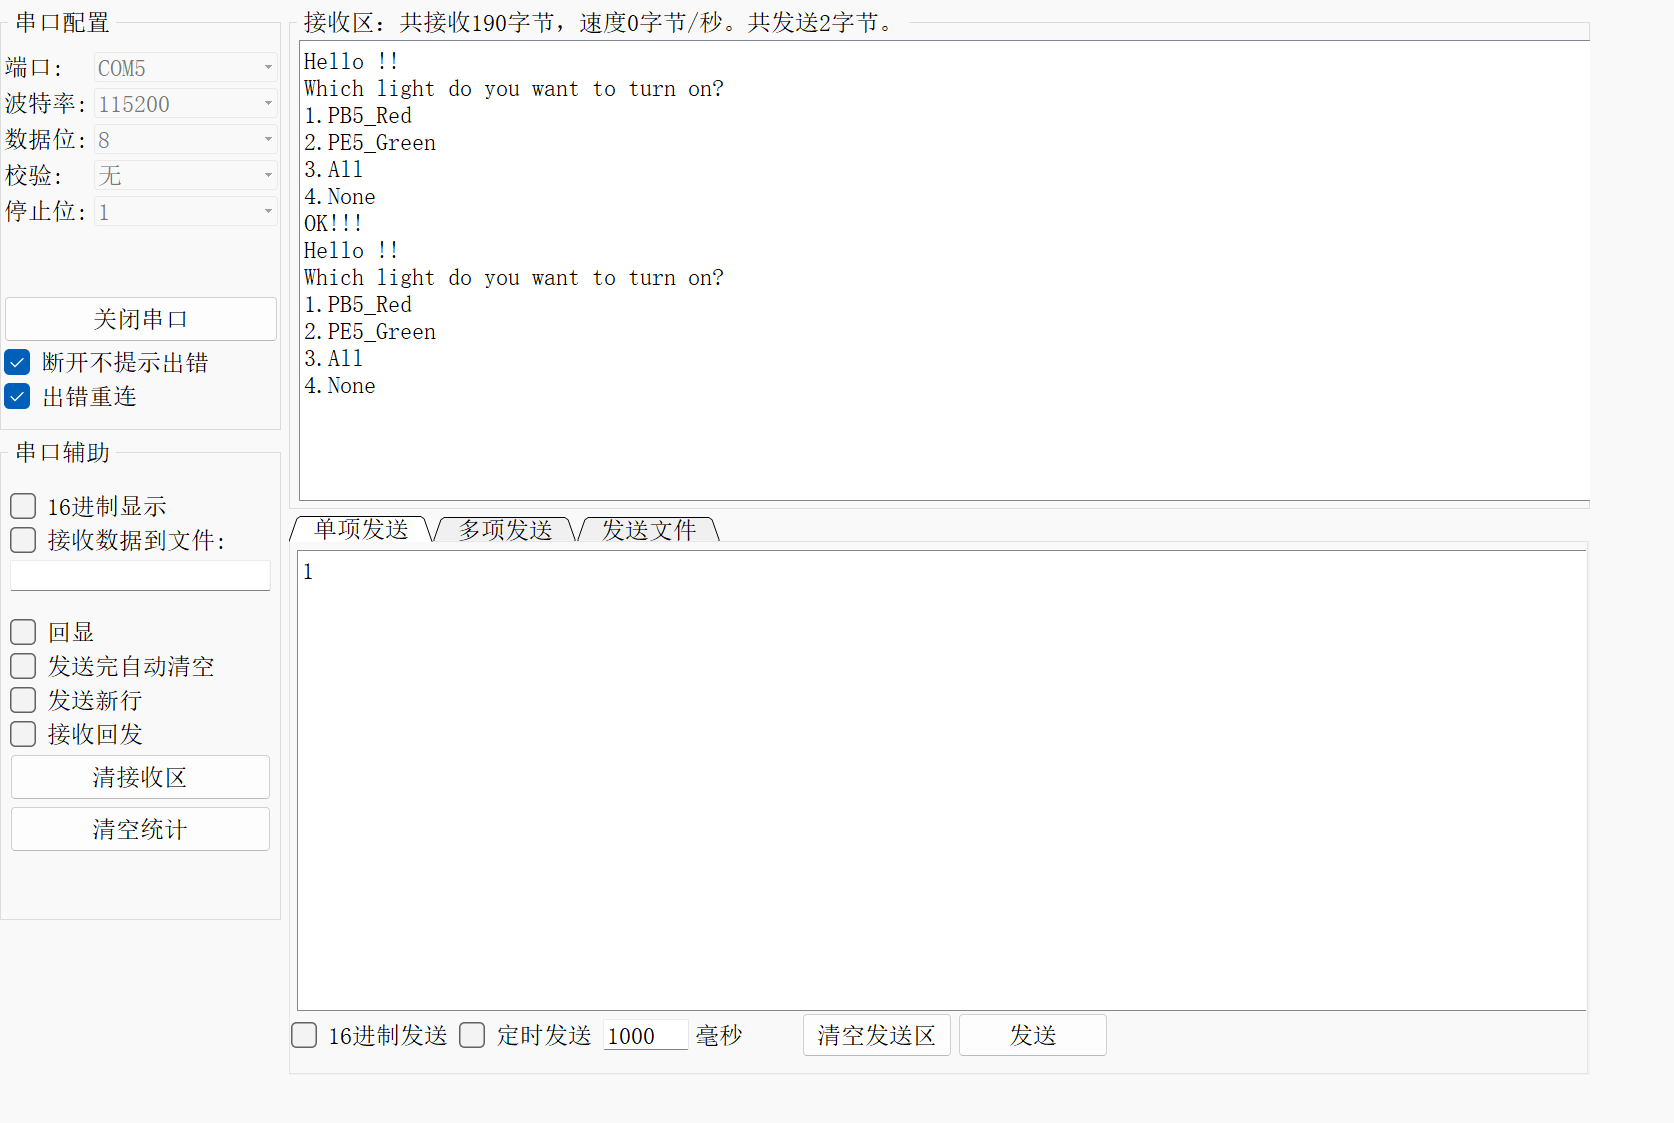 串口配置
端口: COM5
波特率: 115200
数据位: 8
校验: 无
停止位: 1
关闭串口
断开不提示出错
出错重连
串口辅助
16进制显示
接收数据到文件:
回显
发送完自动清空
发送新行
接收回发
清接收区
清空统计
接收区: 共接收190字节，速度0字节/秒。共发送2字节。
Hello !!
Which light do you want to turn on?
1.PB5_Red
2.PE5_Green
3.All
4.None
OK!!!
Hello !!
Which light do you want to turn on?
1.PB5_Red
2.PE5_Green
3.All
4.None
单项发送 多项发送 发送文件
1
16进制发送 定时发送 1000 毫秒 清空发送区 发送